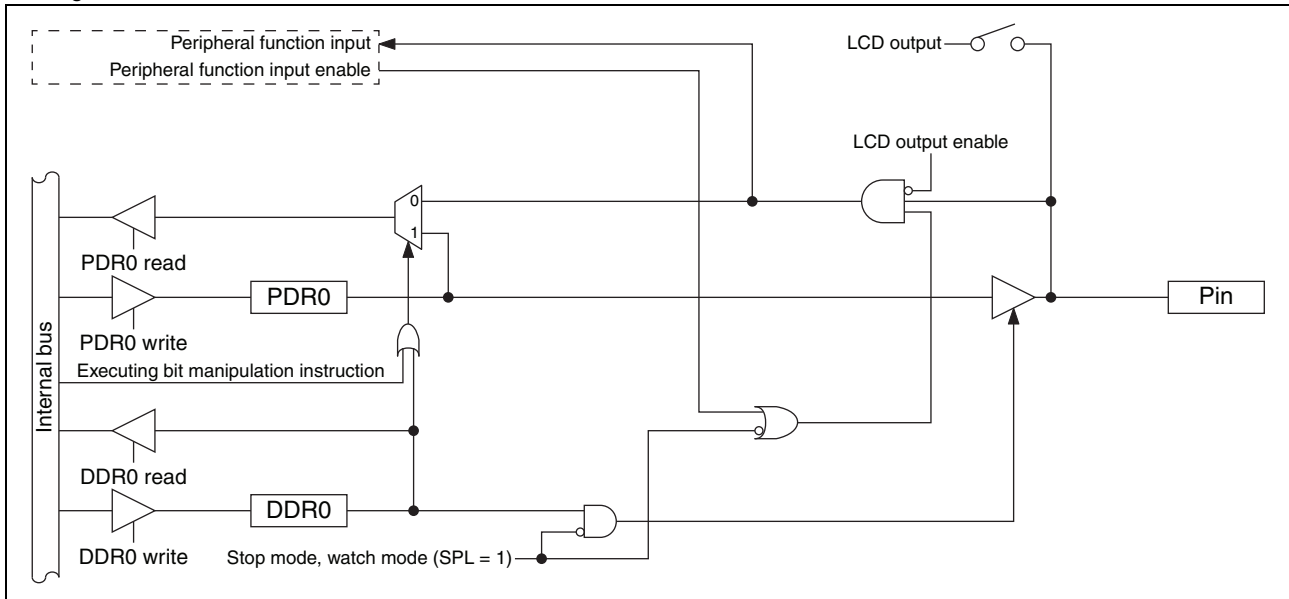 Peripheral function input
Peripheral function input enable
LCD output
LCD output enable
0
1
PDR0 read
PDR0
Pin
PDR0 write
Executing bit manipulation instruction
Internal bus
DDR0 read
DDR0
DDR0 write
Stop mode, watch mode (SPL = 1)